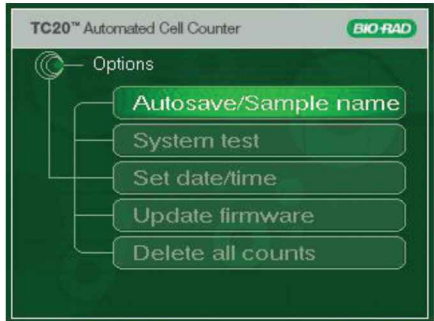 TC20™ Automated Cell Counter BIO-RAD
Options
Autosave/Sample name
System test
Set date/time
Update firmware
Delete all counts